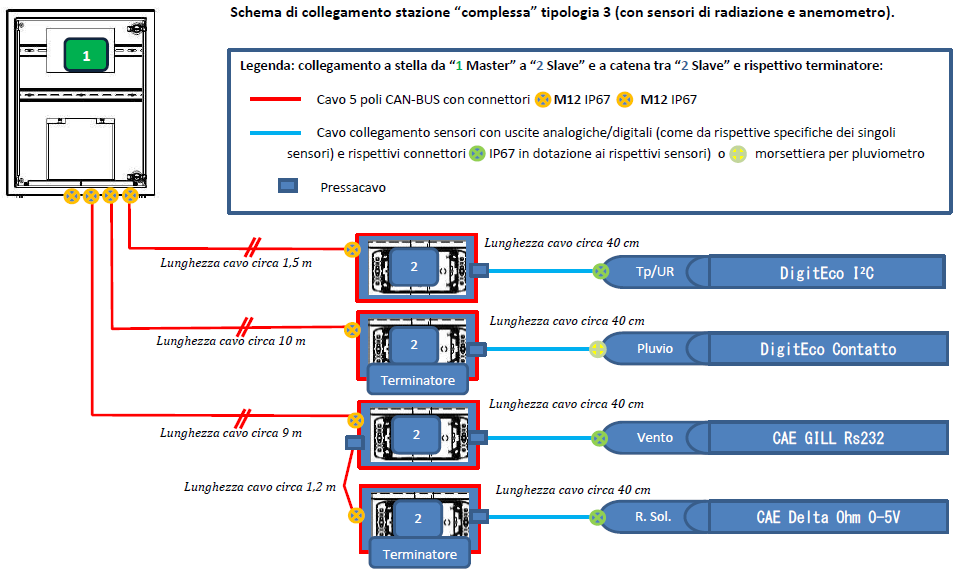 Schema di collegamento stazione “complessa” tipologia 3 (con sensori di radiazione e anemometro).
1
Legenda: collegamento a stella da “1 Master” a “2 Slave” e a catena tra “2 Slave” e rispettivo terminatore:
Cavo 5 poli CAN-BUS con connettori M12 IP67 M12 IP67
Cavo collegamento sensori con uscite analogiche/digitali (come da rispettive specifiche dei singoli
sensori) e rispettivi connettori IP67 in dotazione ai rispettivi sensori) o morsettiera per pluviometro
Pressacavo
Lunghezza cavo circa 1,5 m
2
Lunghezza cavo circa 40 cm
Tp/UR
DigitEco I²C
Lunghezza cavo circa 10 m
2
Terminatore
Lunghezza cavo circa 40 cm
Pluvio
DigitEco Contatto
Lunghezza cavo circa 9 m
2
Lunghezza cavo circa 40 cm
Vento
CAE GILL Rs232
Lunghezza cavo circa 1,2 m
2
Terminatore
Lunghezza cavo circa 40 cm
R. Sol.
CAE Delta Ohm 0-5V